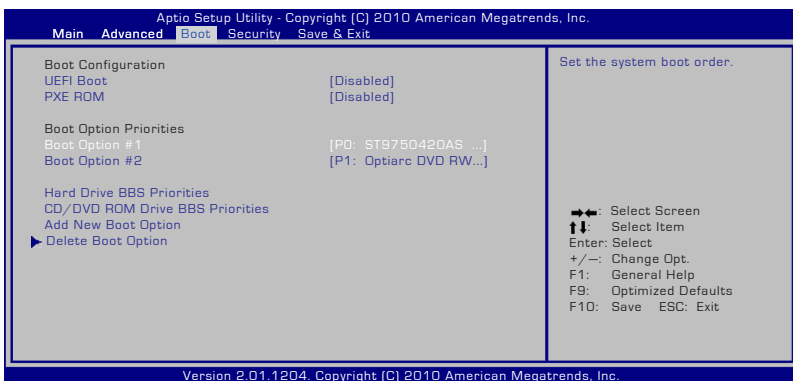 Aptio Setup Utility - Copyright (C) 2010 American Megatrends, Inc.
Main Advanced Boot Security Save & Exit
Boot Configuration
UEFI Boot [Disabled]
PXE ROM [Disabled]
Boot Option Priorities
Boot Option #1 [P0: ST9750420AS ...]
Boot Option #2 [P1: Optiarc DVD RW...]
Hard Drive BBS Priorities
CD/DVD ROM Drive BBS Priorities
Add New Boot Option
Delete Boot Option
Set the system boot order.
→←: Select Screen
↑↓: Select Item
Enter: Select
+/—: Change Opt.
F1: General Help
F9: Optimized Defaults
F10: Save ESC: Exit
Version 2.01.1204. Copyright (C) 2010 American Megatrends, Inc.